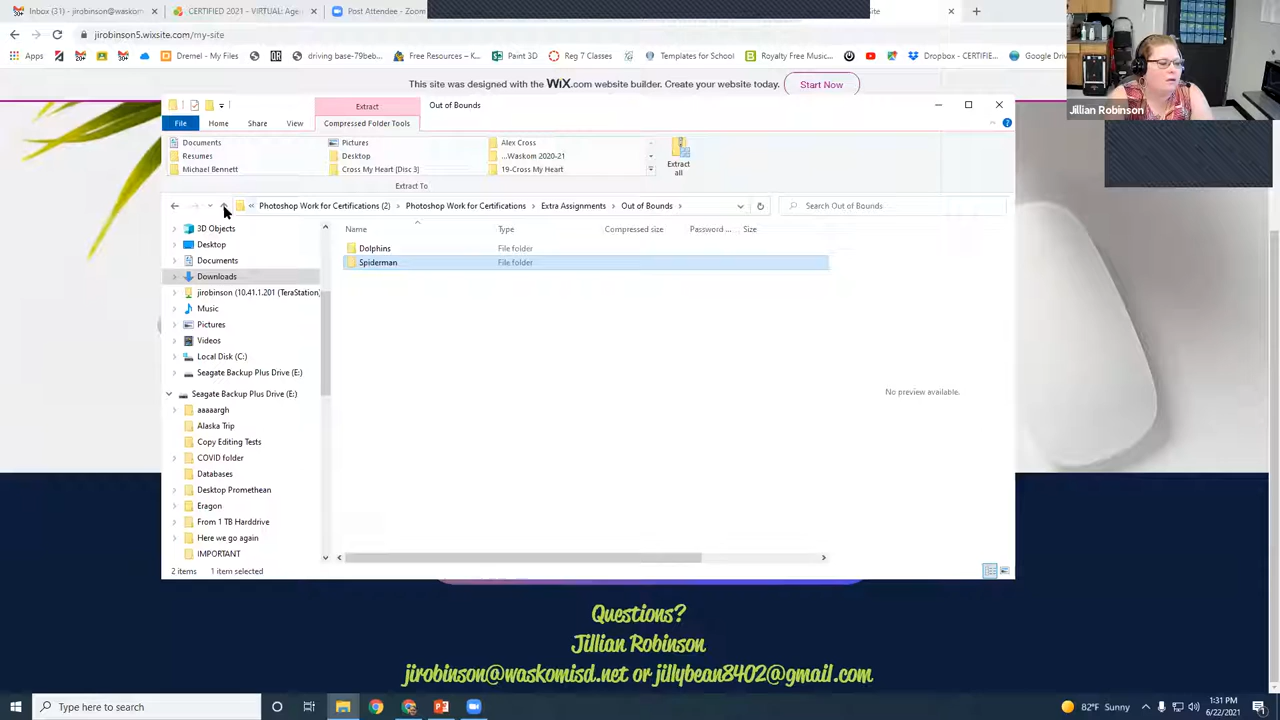 Inbox (31) - jirobinson@waskom
CERTIFIED 2021 - VIRTUAL: Agen
Post Attendee - Zoom
Site
jirobinson5.wixsite.com/my-site
Apps
Dremel - My Files
driving base-79b
Free Resources – K...
Paint 3D
Reg 7 Classes
Templates for School
Royalty Free Music...
Dropbox - CERTIFIE...
Google Driv
This site was designed with the WiX.com website builder. Create your website today.
Start Now
Jillian Robinson
Extract
Out of Bounds
File
Home
Share
View
Compressed Folder Tools
Documents
Pictures
Alex Cross
Resumes
Desktop
...Waskom 2020-21
Michael Bennett
Cross My Heart [Disc 3]
19-Cross My Heart
Extract all
Extract To
Photoshop Work for Certifications (2)
Photoshop Work for Certifications
Extra Assignments
Out of Bounds
Search Out of Bounds
Name
Type
Compressed size
Password ...
Size
Dolphins
File folder
Spiderman
File folder
3D Objects
Desktop
Documents
Downloads
jirobinson (10.41.1.201 (TeraStation)
Music
Pictures
Videos
Local Disk (C:)
Seagate Backup Plus Drive (E:)
Seagate Backup Plus Drive (E:)
aaaaargh
Alaska Trip
Copy Editing Tests
COVID folder
Databases
Desktop Promethean
Eragon
From 1 TB Harddrive
Here we go again
IMPORTANT
No preview available.
2 items
1 item selected
Questions?
Jillian Robinson
jirobinson@waskomisd.net or jillybean8402@gmail.com
Type here to search
82°F Sunny
1:31 PM
6/22/2021